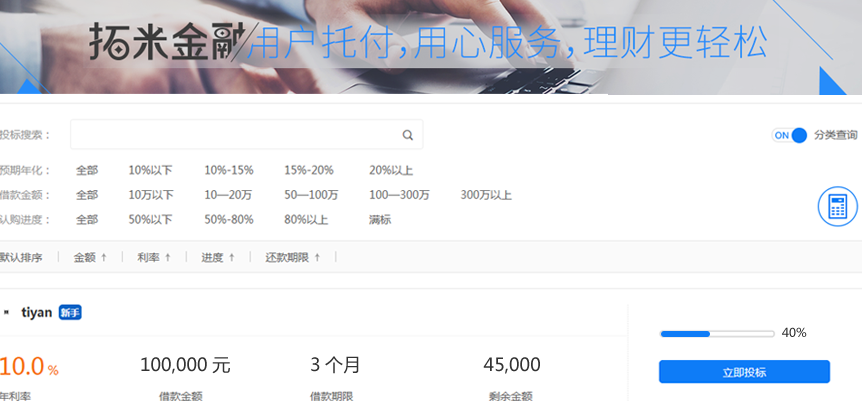 拓米金融 用户托付,用心服务,理财更轻松
投标搜索：
ON 分类查询
预期年化： 全部 10%以下 10%-15% 15%-20% 20%以上
借款金额： 全部 10万以下 10—20万 50—100万 100—300万 300万以上
认购进度： 全部 50%以下 50%-80% 80%以上 满标
默认排序 金额 ↑ 利率 ↑ 进度 ↑ 还款期限 ↑
tiyan 新手
40%
10.0% 100,000 元 3 个月 45,000
立即投标
年利率 借款金额 借款期限 剩余金额